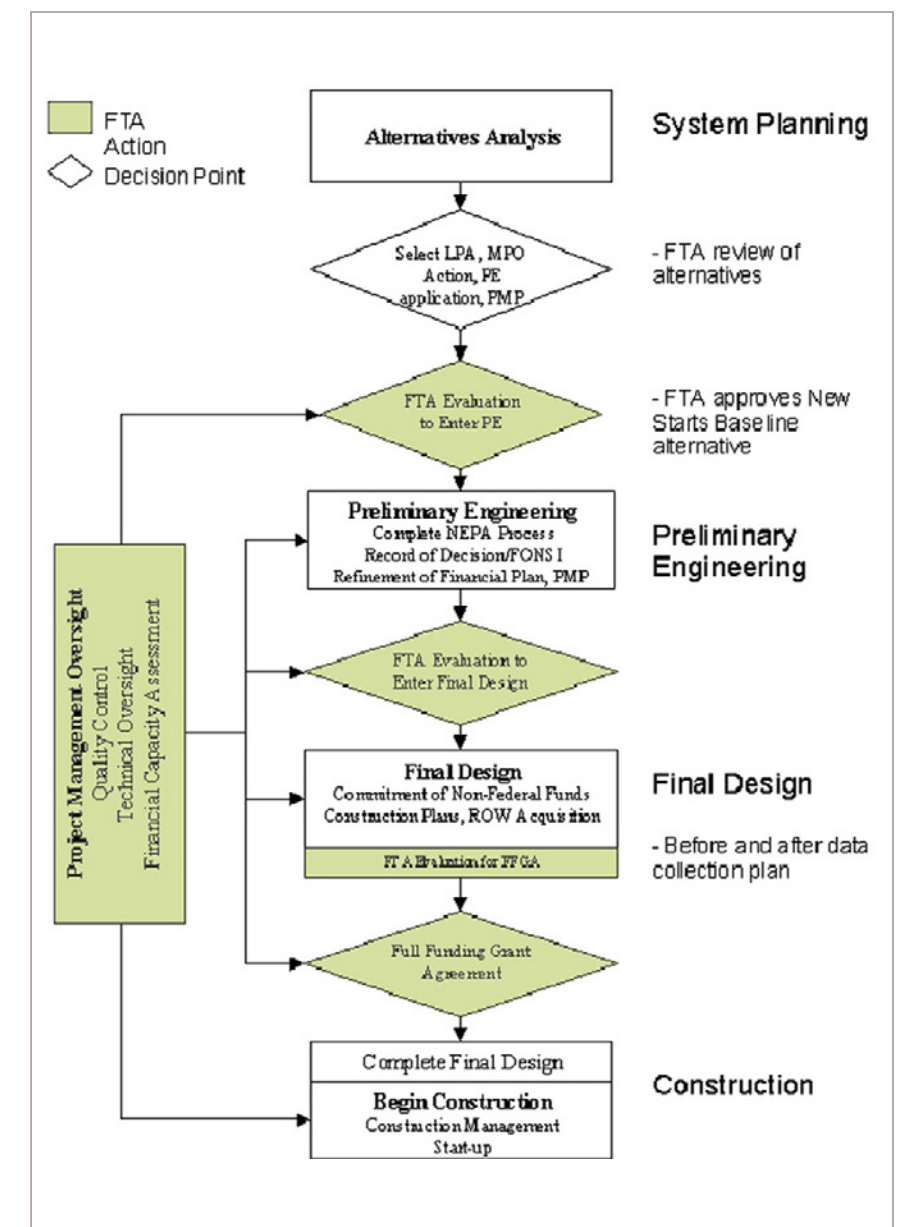 FTA
Action
Decision Point
Alternatives Analysis
System Planning
Select LPA, MPO
Action, PE
application, PMP
- FTA review of
alternatives
FTA Evaluation
to Enter PE
- FTA approves New
Starts Baseline
alternative
Preliminary Engineering
Complete NEPA Process
Record of Decision/FONS I
Refinement of Financial Plan, PMP
Preliminary
Engineering
Project Management Oversight
Quality Control
Technical Oversight
Financial Capacity Assessment
FTA Evaluation to
Enter Final Design
Final Design
Commitment of Non-Federal Funds
Construction Plans, ROW Acquisition
FTA Evaluation for FFGA
Final Design
- Before and after data
collection plan
Full Funding Grant
Agreement
Complete Final Design
Begin Construction
Construction Management
Start-up
Construction